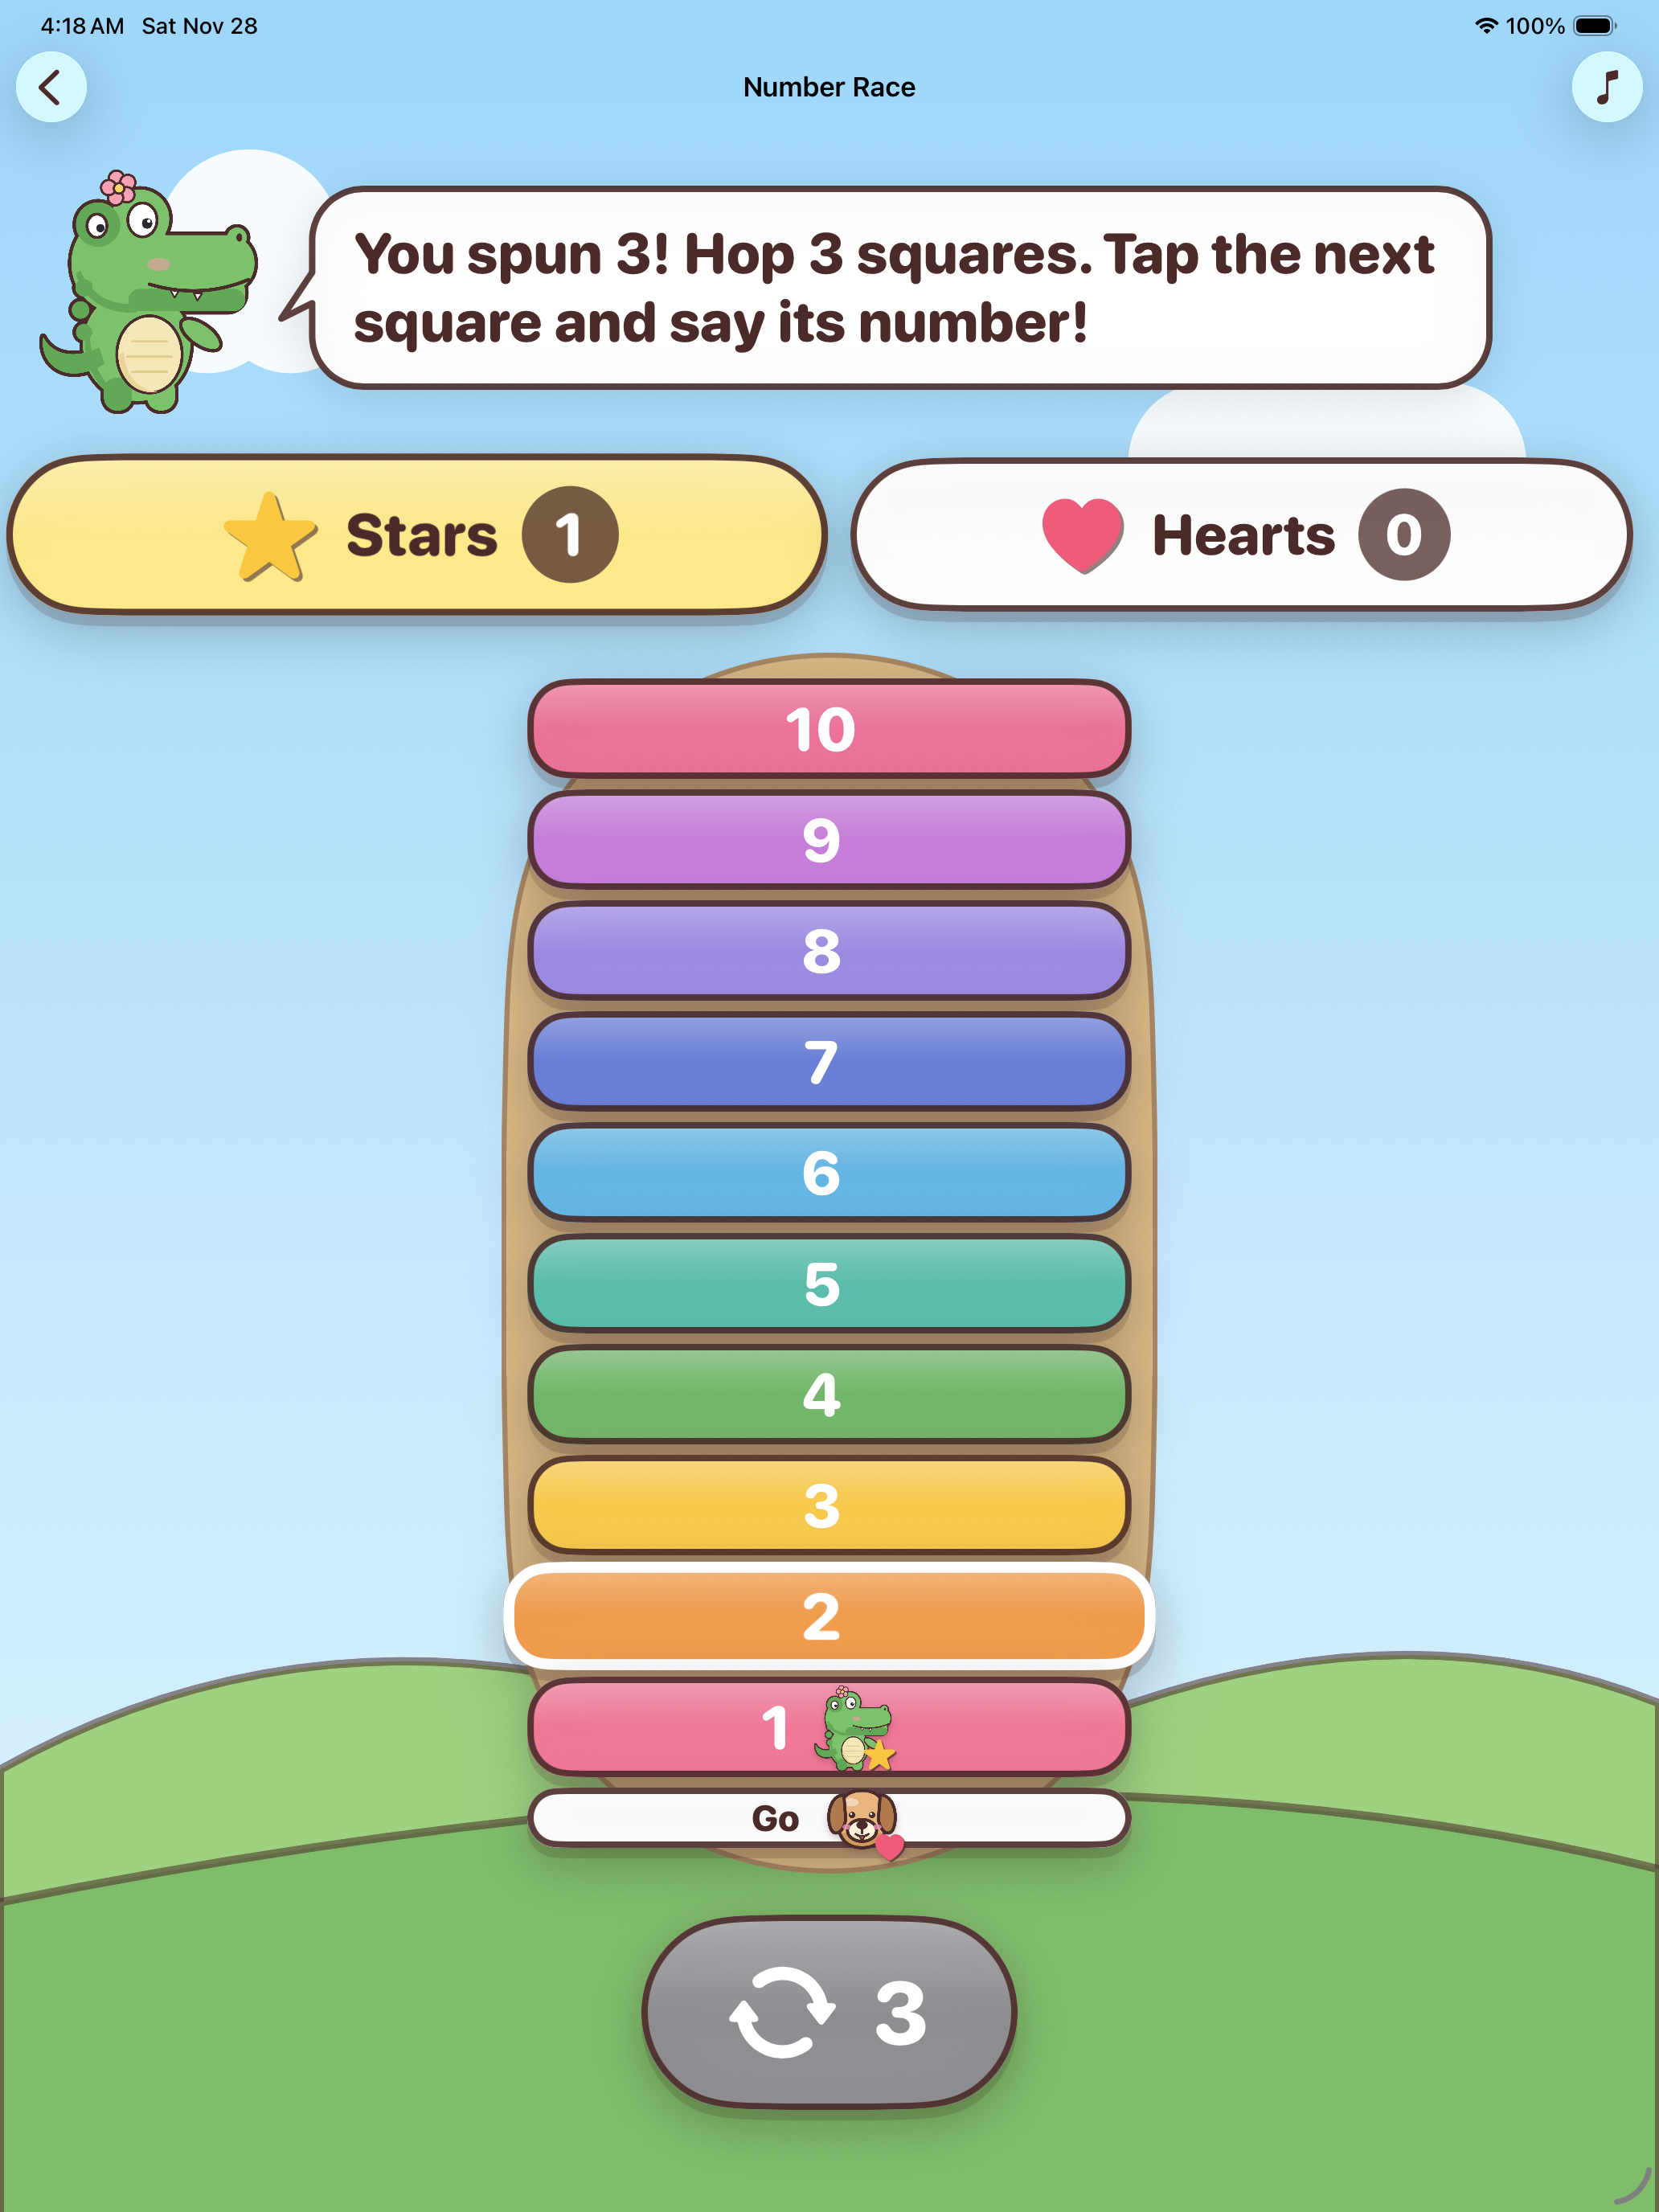 4:18 AM Sat Nov 28
100%
Number Race
You spun 3! Hop 3 squares. Tap the next
square and say its number!
Stars 1
Hearts 0
10
9
8
7
6
5
4
3
2
1
Go
3